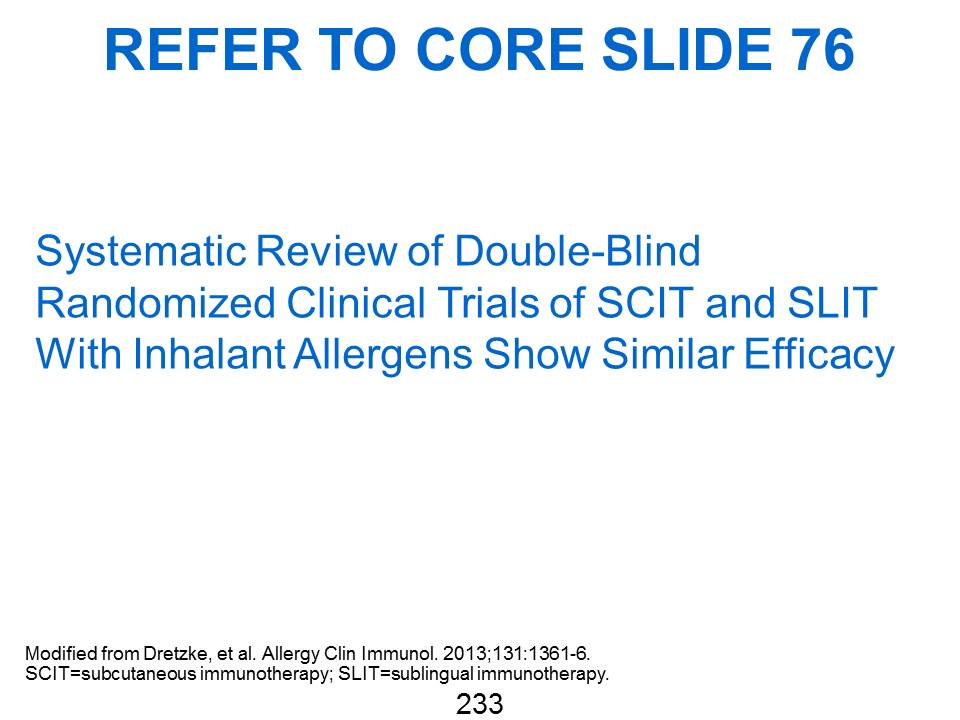 REFER TO CORE SLIDE 76
Systematic Review of Double-Blind
Randomized Clinical Trials of SCIT and SLIT
With Inhalant Allergens Show Similar Efficacy
Modified from Dretzke, et al. Allergy Clin Immunol. 2013;131:1361-6.
SCIT=subcutaneous immunotherapy; SLIT=sublingual immunotherapy.
233